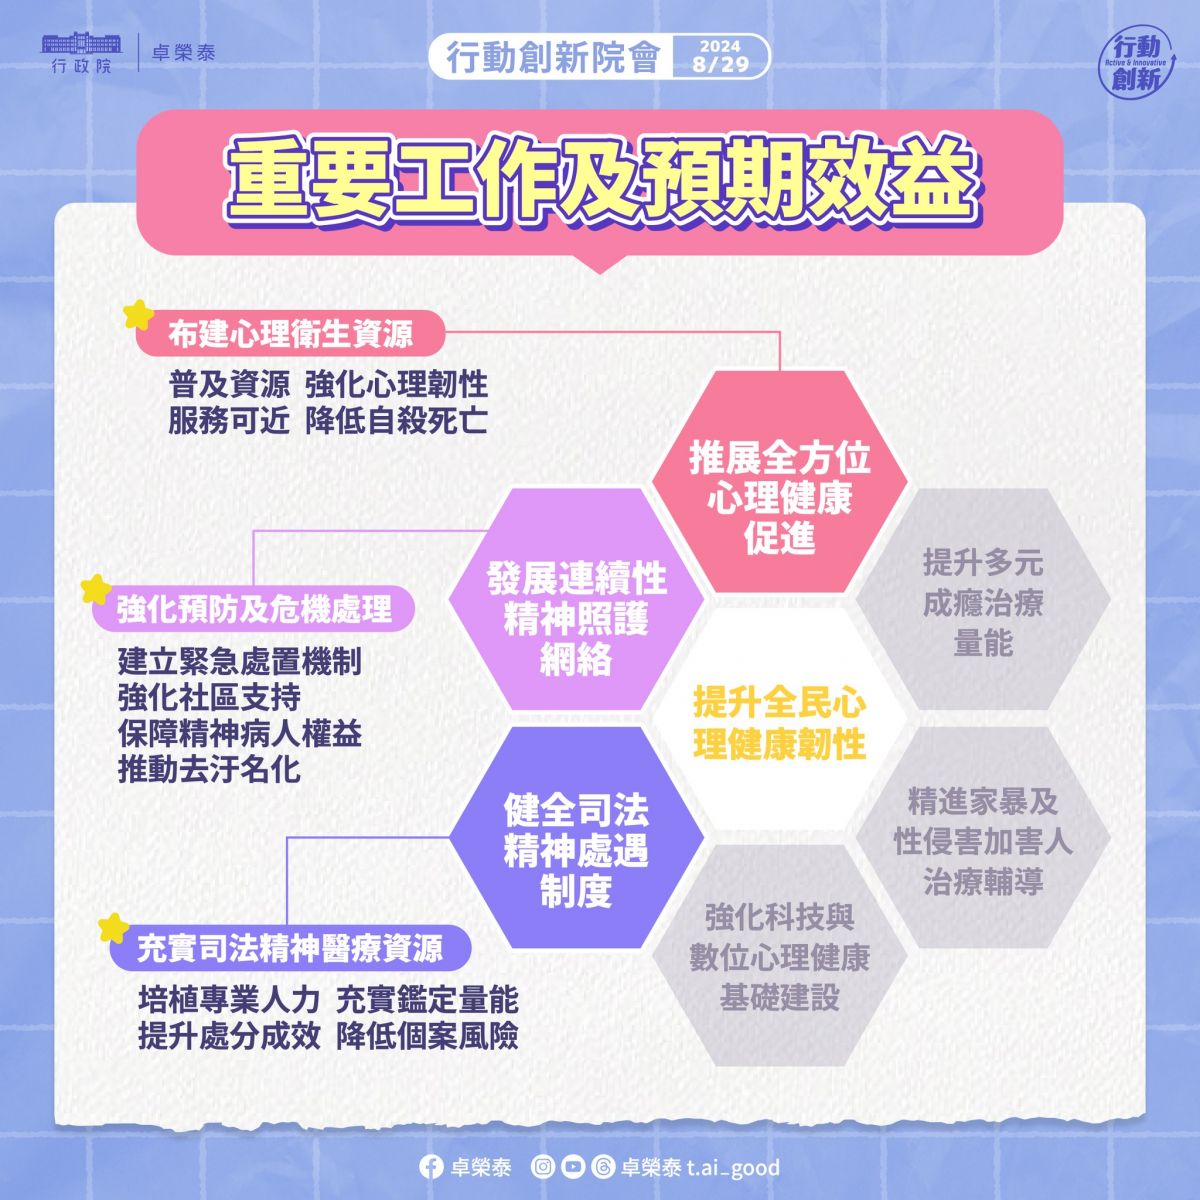 行政院
卓榮泰
行動創新院會
2024
8/29
行動
Active & Innovative
創新
重要工作及預期效益
布建心理衛生資源
普及資源 強化心理韌性
服務可近 降低自殺死亡
推展全方位
心理健康
促進
發展連續性
精神照護
網絡
強化預防及危機處理
建立緊急處置機制
強化社區支持
保障精神病人權益
推動去汙名化
提升多元
成癮治療
量能
提升全民心
理健康韌性
健全司法
精神處遇
制度
精進家暴及
性侵害加害人
治療輔導
充實司法精神醫療資源
培植專業人力 充實鑑定量能
提升處分成效 降低個案風險
強化科技與
數位心理健康
基礎建設
卓榮泰 卓榮泰 t.ai_good